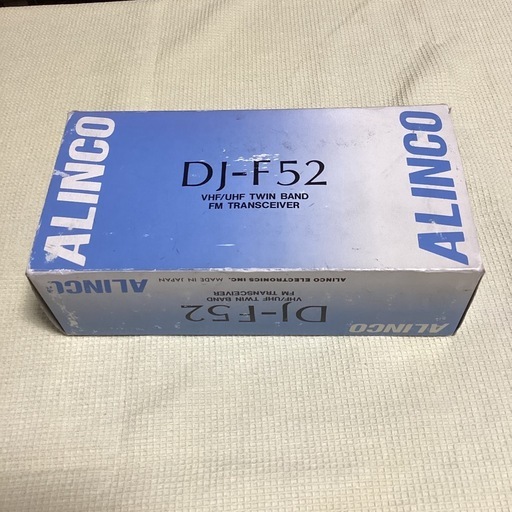 ALINCO
DJ-F52
VHF/UHF TWIN BAND
FM TRANSCEIVER
ALINCO
ALINCO
ALINCO ELECTRONICS INC. MADE IN JAPAN
DJ-F52
VHF/UHF TWIN BAND
FM TRANSCEIVER
ALINCO